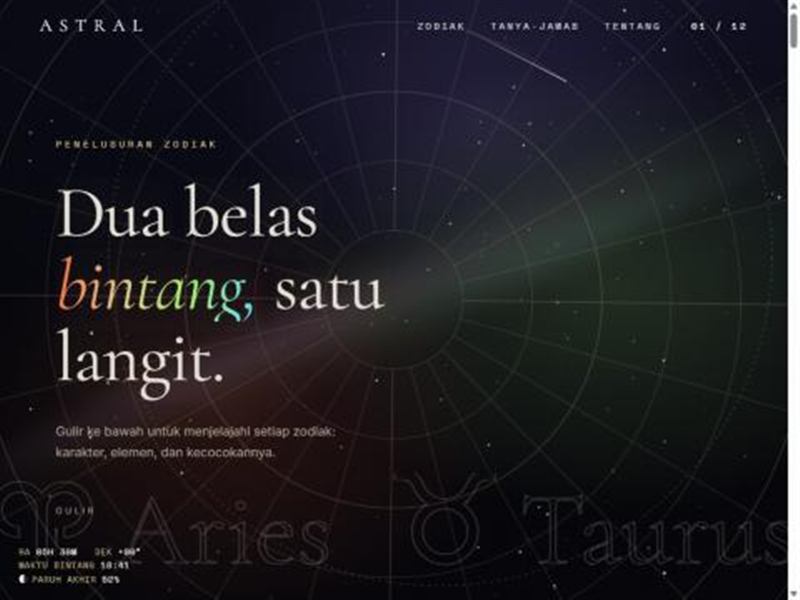 ASTRAL
ZODIAK TANYA-JAWAB TENTANG 01 / 12
PENELUSURAN ZODIAK
Dua belas
bintang, satu
langit.
Gulir ke bawah untuk menjelajahi setiap zodiak:
karakter, elemen, dan kecocokannya.
GULIR
Aries Taurus
RA 05H 30M DEK +00°
WAKTU BINTANG 18:41
PARUH AKHIR 52%